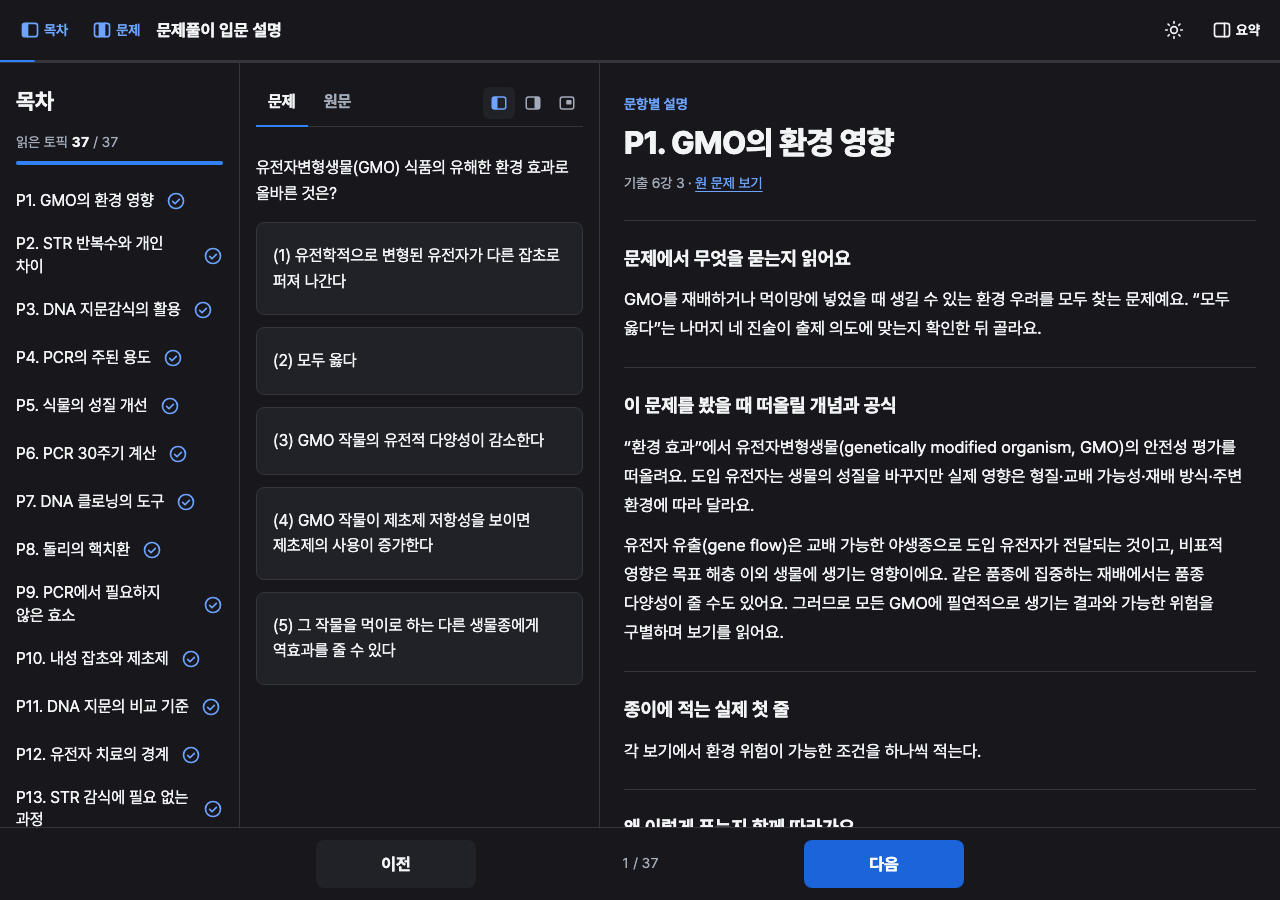 목차
문제
문제풀이 입문 설명
요약
목차
읽은 토픽 37 / 37
P1. GMO의 환경 영향
P2. STR 반복수와 개인
차이
P3. DNA 지문감식의 활용
P4. PCR의 주된 용도
P5. 식물의 성질 개선
P6. PCR 30주기 계산
P7. DNA 클로닝의 도구
P8. 돌리의 핵치환
P9. PCR에서 필요하지
않은 효소
P10. 내성 잡초와 제초제
P11. DNA 지문의 비교 기준
P12. 유전자 치료의 경계
P13. STR 감식에 필요 없는
과정
문제
원문
유전자변형생물(GMO) 식품의 유해한 환경 효과로
올바른 것은?
(1) 유전학적으로 변형된 유전자가 다른 잡초로
퍼져 나간다
(2) 모두 옳다
(3) GMO 작물의 유전적 다양성이 감소한다
(4) GMO 작물이 제초제 저항성을 보이면
제초제의 사용이 증가한다
(5) 그 작물을 먹이로 하는 다른 생물종에게
역효과를 줄 수 있다
문항별 설명
P1. GMO의 환경 영향
기출 6강 3 · 원 문제 보기
문제에서 무엇을 묻는지 읽어요
GMO를 재배하거나 먹이망에 넣었을 때 생길 수 있는 환경 우려를 모두 찾는 문제예요. “모두
옳다”는 나머지 네 진술이 출제 의도에 맞는지 확인한 뒤 골라요.
이 문제를 봤을 때 떠올릴 개념과 공식
“환경 효과”에서 유전자변형생물(genetically modified organism, GMO)의 안전성 평가를
떠올려요. 도입 유전자는 생물의 성질을 바꾸지만 실제 영향은 형질·교배 가능성·재배 방식·주변
환경에 따라 달라요.
유전자 유출(gene flow)은 교배 가능한 야생종으로 도입 유전자가 전달되는 것이고, 비표적
영향은 목표 해충 이외 생물에 생기는 영향이에요. 같은 품종에 집중하는 재배에서는 품종
다양성이 줄 수도 있어요. 그러므로 모든 GMO에 필연적으로 생기는 결과와 가능한 위험을
구별하며 보기를 읽어요.
종이에 적는 실제 첫 줄
각 보기에서 환경 위험이 가능한 조건을 하나씩 적는다.
왜 이렇게 푸는지 함께 따라가요
이전
1 / 37
다음